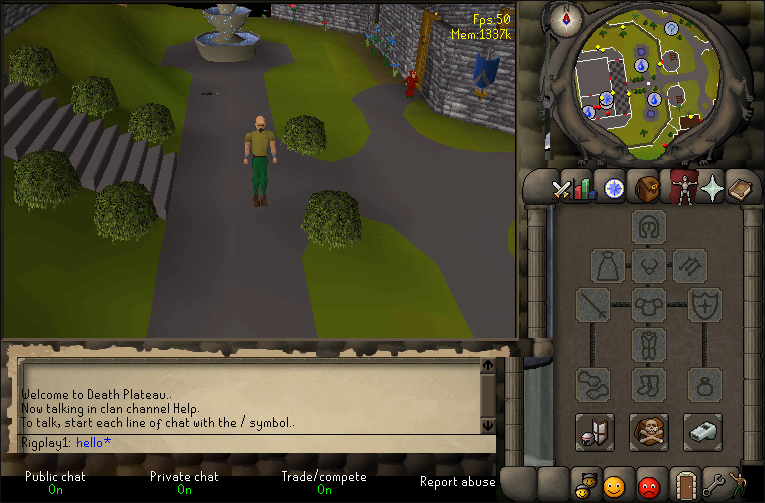 Fps:50
Mem:1337k
Welcome to Death Plateau..
Now talking in clan channel Help.
To talk, start each line of chat with the / symbol..
Rigplay1: hello*
Public chat
On
Private chat
On
Trade/compete
On
Report abuse